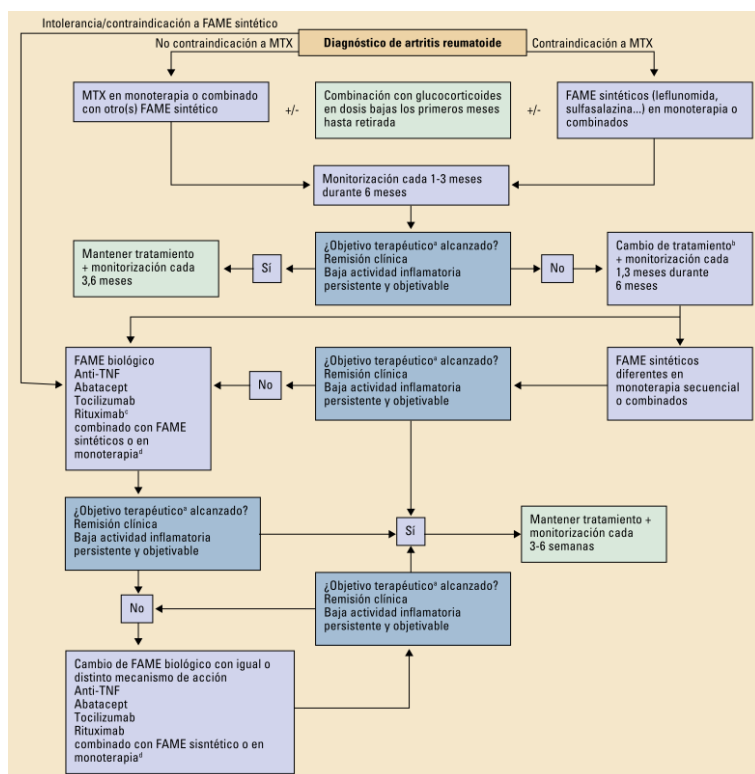 Intolerancia/contraindicación a FAME sintético
No contraindicación a MTX
Diagnóstico de artritis reumatoide
Contraindicación a MTX
MTX en monoterapia o combinado
con otro(s) FAME sintético
+/-
Combinación con glucocorticoides
en dosis bajas los primeros meses
hasta retirada
+/-
FAME sintéticos (leflunomida,
sulfasalazina...) en monoterapia o
combinados
Monitorización cada 1-3 meses
durante 6 meses
Mantener tratamiento
+ monitorización cada
3,6 meses
Sí
¿Objetivo terapéuticoª alcanzado?
Remisión clínica
Baja actividad inflamatoria
persistente y objetivable
No
Cambio de tratamientoᵇ
+ monitorización cada
1,3 meses durante
6 meses
FAME biológico
Anti-TNF
Abatacept
Tocilizumab
Rituximabᶜ
combinado con FAME
sintéticos o en
monoterapiaᵈ
No
¿Objetivo terapéuticoª alcanzado?
Remisión clínica
Baja actividad inflamatoria
persistente y objetivable
FAME sintéticos
diferentes en
monoterapia secuencial
o combinados
¿Objetivo terapéuticoª alcanzado?
Remisión clínica
Baja actividad inflamatoria
persistente y objetivable
Sí
Mantener tratamiento +
monitorización cada
3-6 semanas
No
¿Objetivo terapéuticoª alcanzado?
Remisión clínica
Baja actividad inflamatoria
persistente y objetivable
Cambio de FAME biológico con igual o
distinto mecanismo de acción
Anti-TNF
Abatacept
Tocilizumab
Rituximab
combinado con FAME sisntético o en
monoterapiaᵈ